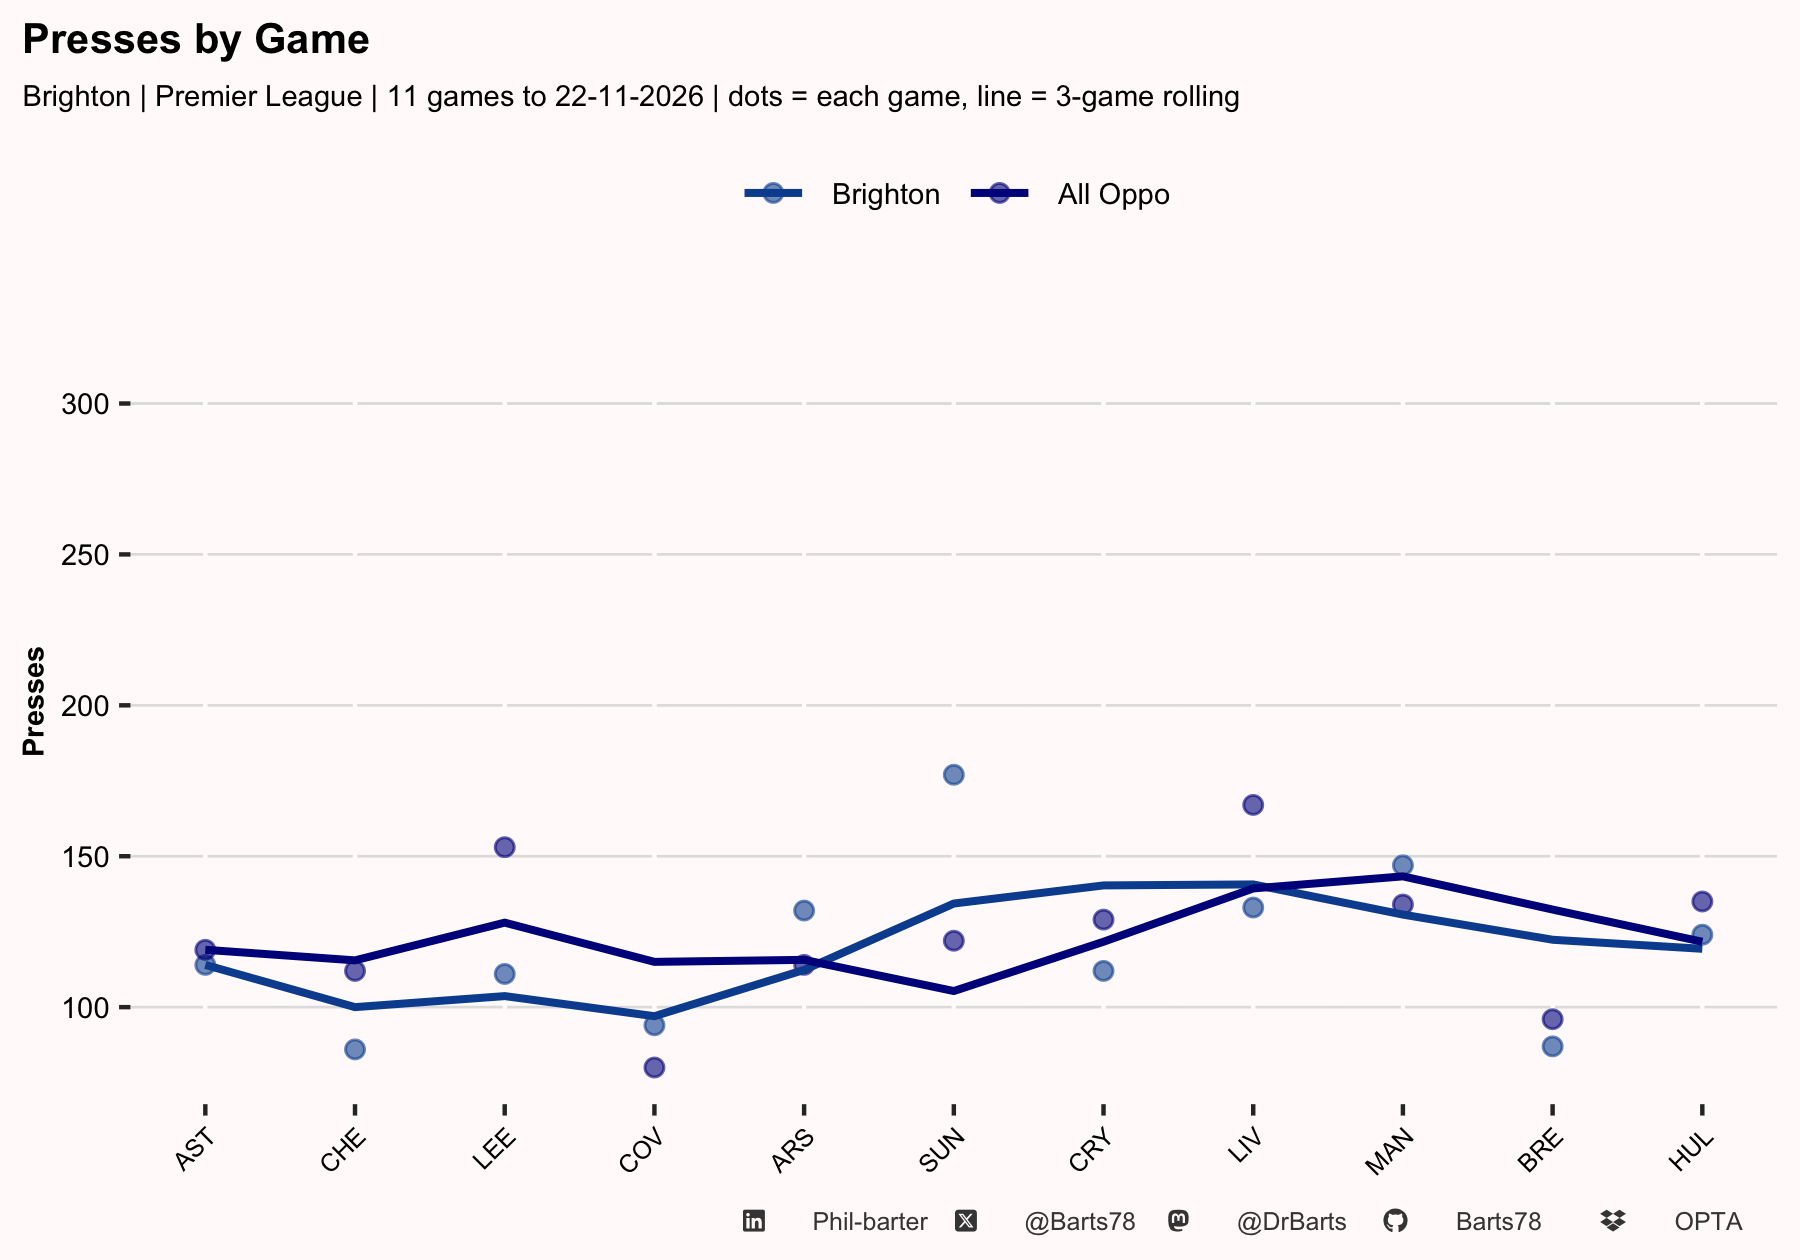 Presses by Game
Brighton | Premier League | 11 games to 22-11-2026 | dots = each game, line = 3-game rolling
Brighton
All Oppo
300
250
200
150
100
Presses
AST
CHE
LEE
COV
ARS
SUN
CRY
LIV
MAN
BRE
HUL
Phil-barter @Barts78 @DrBarts Barts78 OPTA